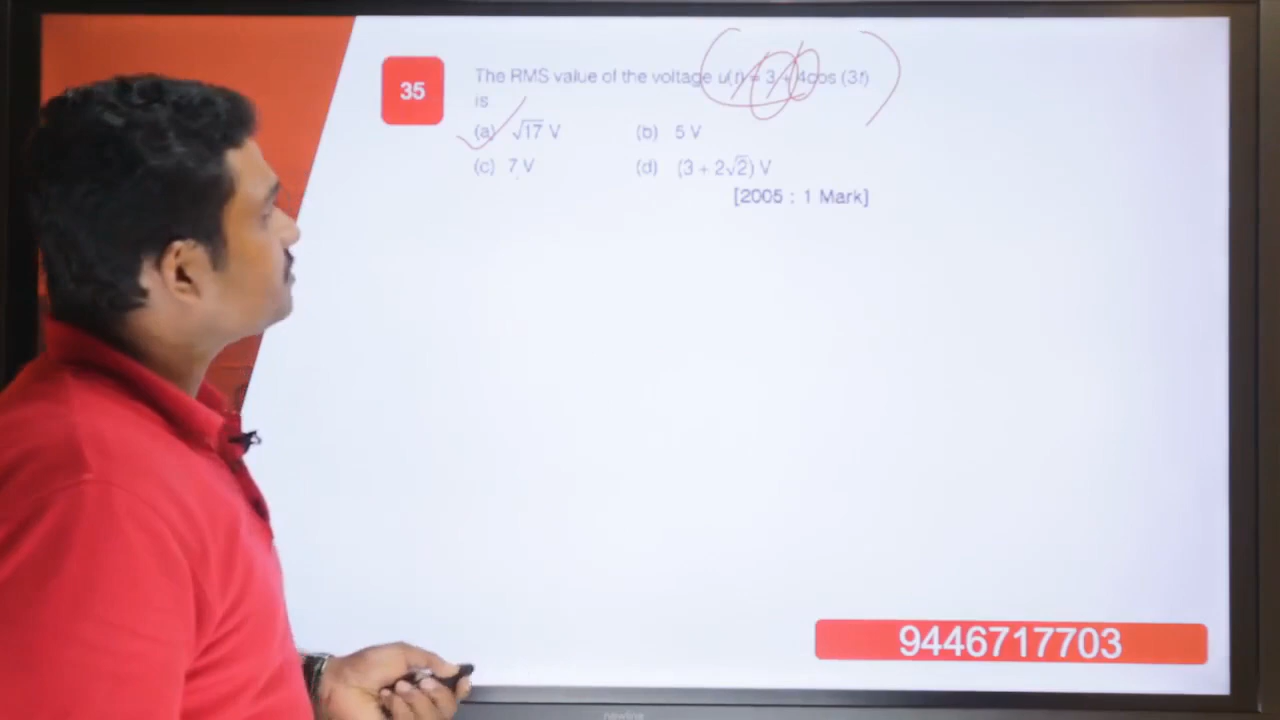 35
The RMS value of the voltage u(t) = 3 + 4cos (3t)
is
(a) √17 V (b) 5 V
(c) 7 V (d) (3 + 2√2) V
[2005 : 1 Mark]
9446717703
newline